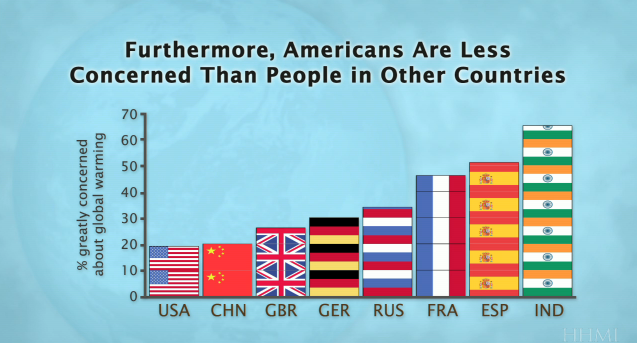 Furthermore, Americans Are Less
Concerned Than People in Other Countries
% greatly concerned
about global warming
70
60
50
40
30
20
10
0
USA CHN GBR GER RUS FRA ESP IND
HHMI